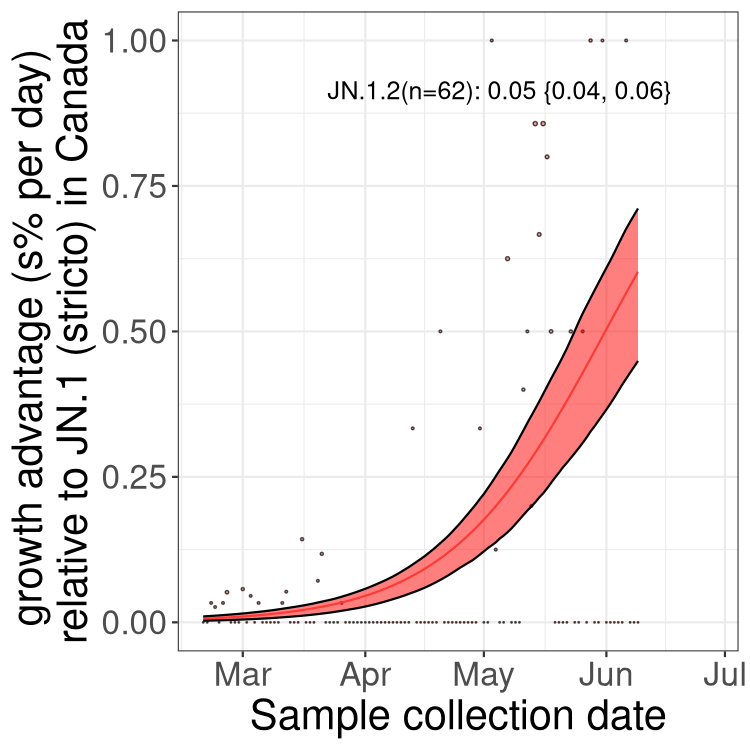 growth advantage (s% per day)
relative to JN.1 (stricto) in Canada
1.00
0.75
0.50
0.25
0.00
JN.1.2(n=62): 0.05 {0.04, 0.06}
Mar Apr May Jun Jul
Sample collection date